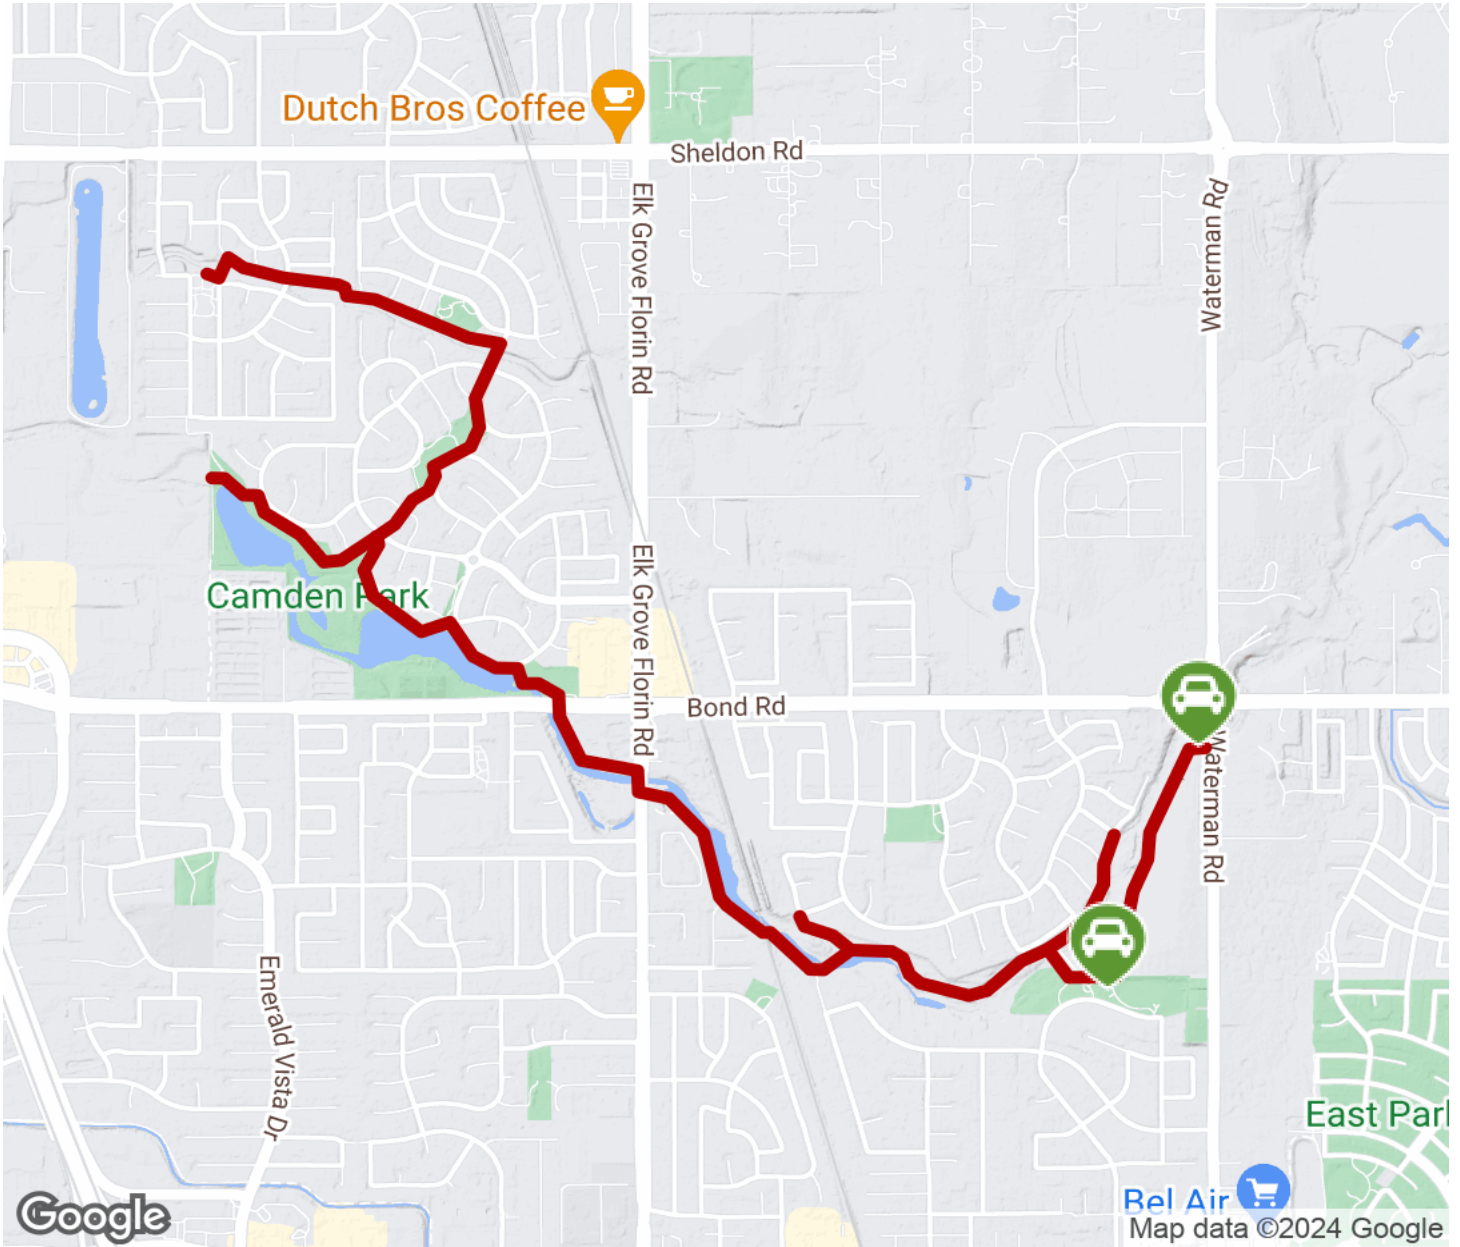 Dutch Bros Coffee
Sheldon Rd
Elk Grove Florin Rd
Waterman Rd
Camden Park
Elk Grove Florin Rd
Bond Rd
Waterman Rd
Emerald Vista Dr
East Parl
Bel Air
Google
Map data ©2024 Google